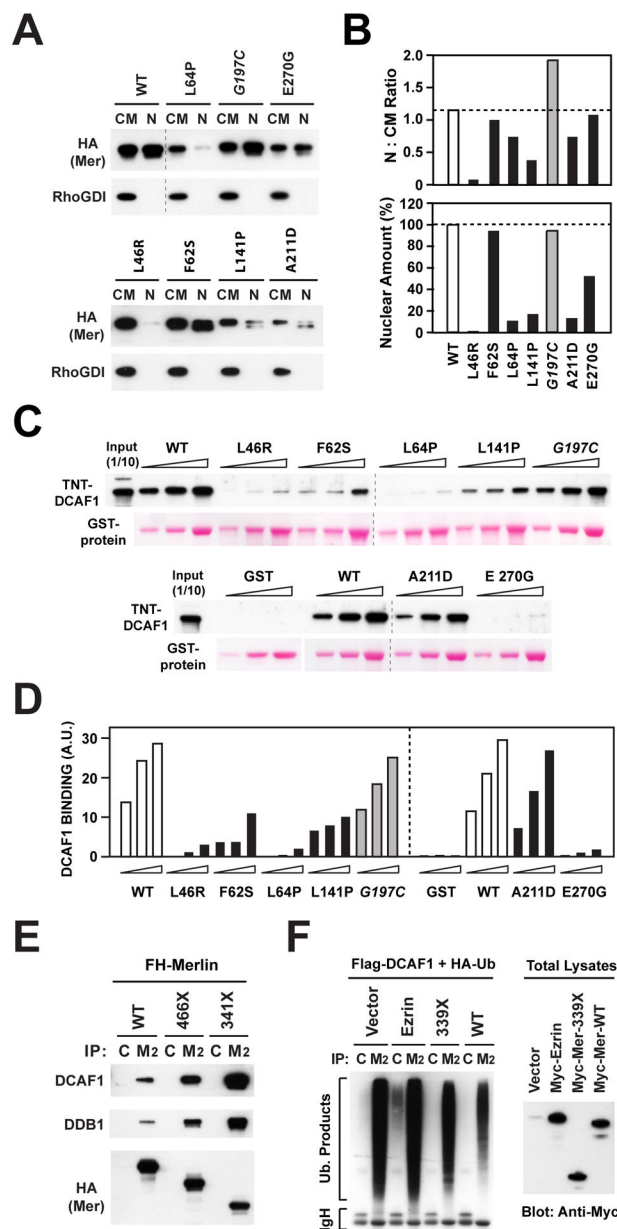 A
WT L64P G197C E270G
CM N CM N CM N CM N
HA
(Mer)
RhoGDI
L46R F62S L141P A211D
CM N CM N CM N CM N
HA
(Mer)
RhoGDI
B
N : CM Ratio
2.0
1.5
1.0
0.5
0
Nuclear Amount (%)
120
100
80
60
40
20
0
WT L46R F62S L64P L141P G197C A211D E270G
C
Input
(1/10)
WT L46R F62S L64P L141P G197C
TNT-
DCAF1
GST-
protein
Input
(1/10)
GST WT A211D E 270G
TNT-
DCAF1
GST-
protein
D
DCAF1 BINDING (A.U.)
30
20
10
0
WT L46R F62S L64P L141P G197C GST WT A211D E270G
E
FH-Merlin
WT 466X 341X
IP: C M2 C M2 C M2
DCAF1
DDB1
HA
(Mer)
F
Flag-DCAF1 + HA-Ub
Vector Ezrin 339X WT
IP: C M2 C M2 C M2 C M2
Ub. Products
IgH
Total Lysates
Vector Myc-Ezrin Myc-Mer-339X Myc-Mer-WT
Blot: Anti-Myc